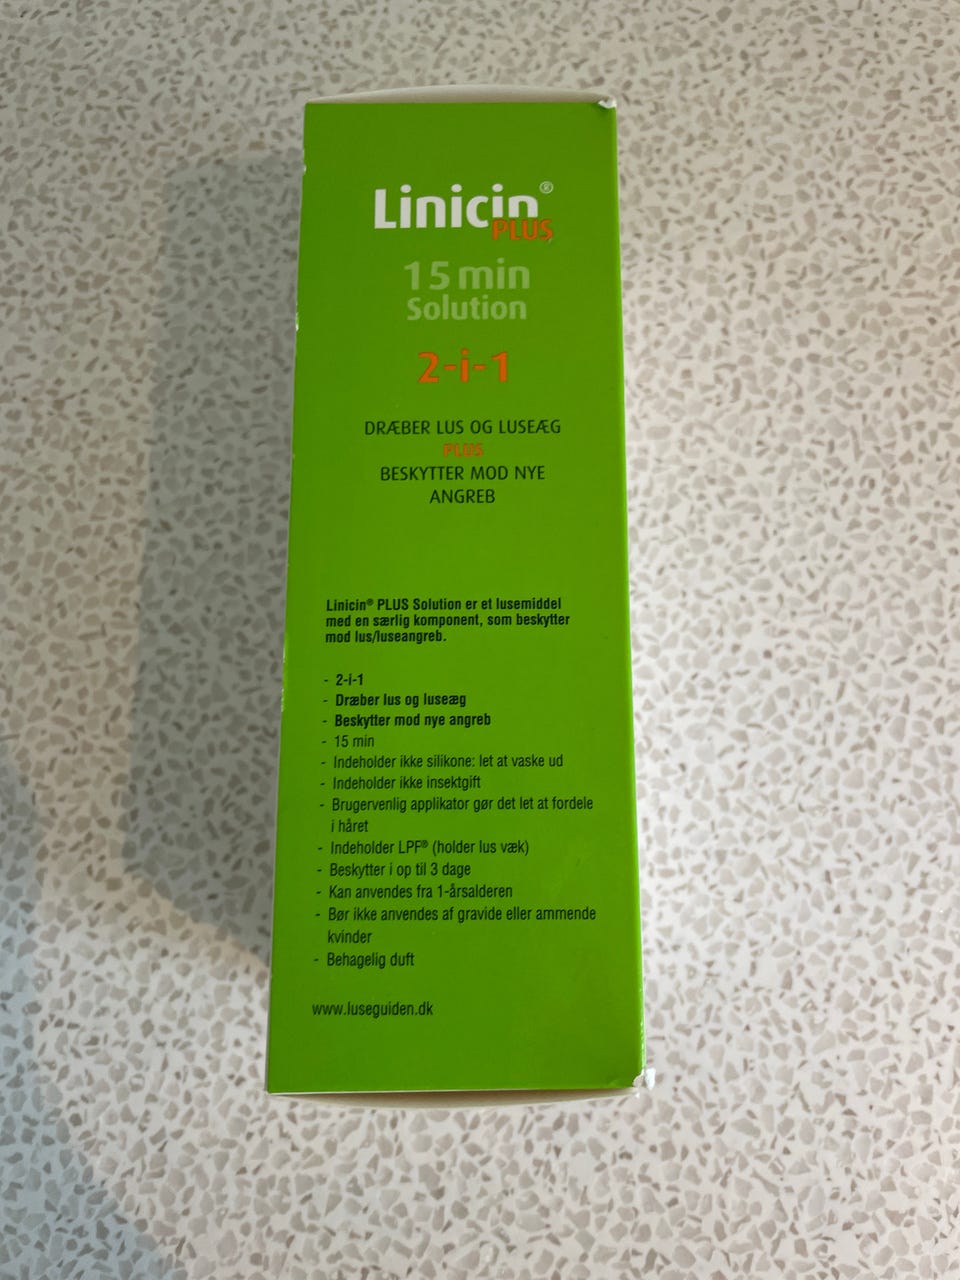 Linicin®
PLUS
15 min
Solution
2-i-1
DRÆBER LUS OG LUSEÆG
PLUS
BESKYTTER MOD NYE
ANGREB
Linicin® PLUS Solution er et lusemiddel
med en særlig komponent, som beskytter
mod lus/luseangreb.
- 2-i-1
- Dræber lus og luseæg
- Beskytter mod nye angreb
- 15 min
- Indeholder ikke silikone: let at vaske ud
- Indeholder ikke insektgift
- Brugervenlig applikator gør det let at fordele
i håret
- Indeholder LPF® (holder lus væk)
- Beskytter i op til 3 dage
- Kan anvendes fra 1-årsalderen
- Bør ikke anvendes af gravide eller ammende
kvinder
- Behagelig duft
www.luseguiden.dk